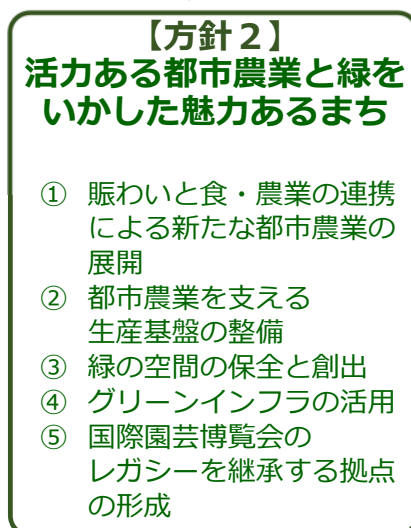 【方針２】
活力ある都市農業と緑を
いかした魅力あるまち
① 賑わいと食・農業の連携
による新たな都市農業の
展開
② 都市農業を支える
生産基盤の整備
③ 緑の空間の保全と創出
④ グリーンインフラの活用
⑤ 国際園芸博覧会の
レガシーを継承する拠点
の形成